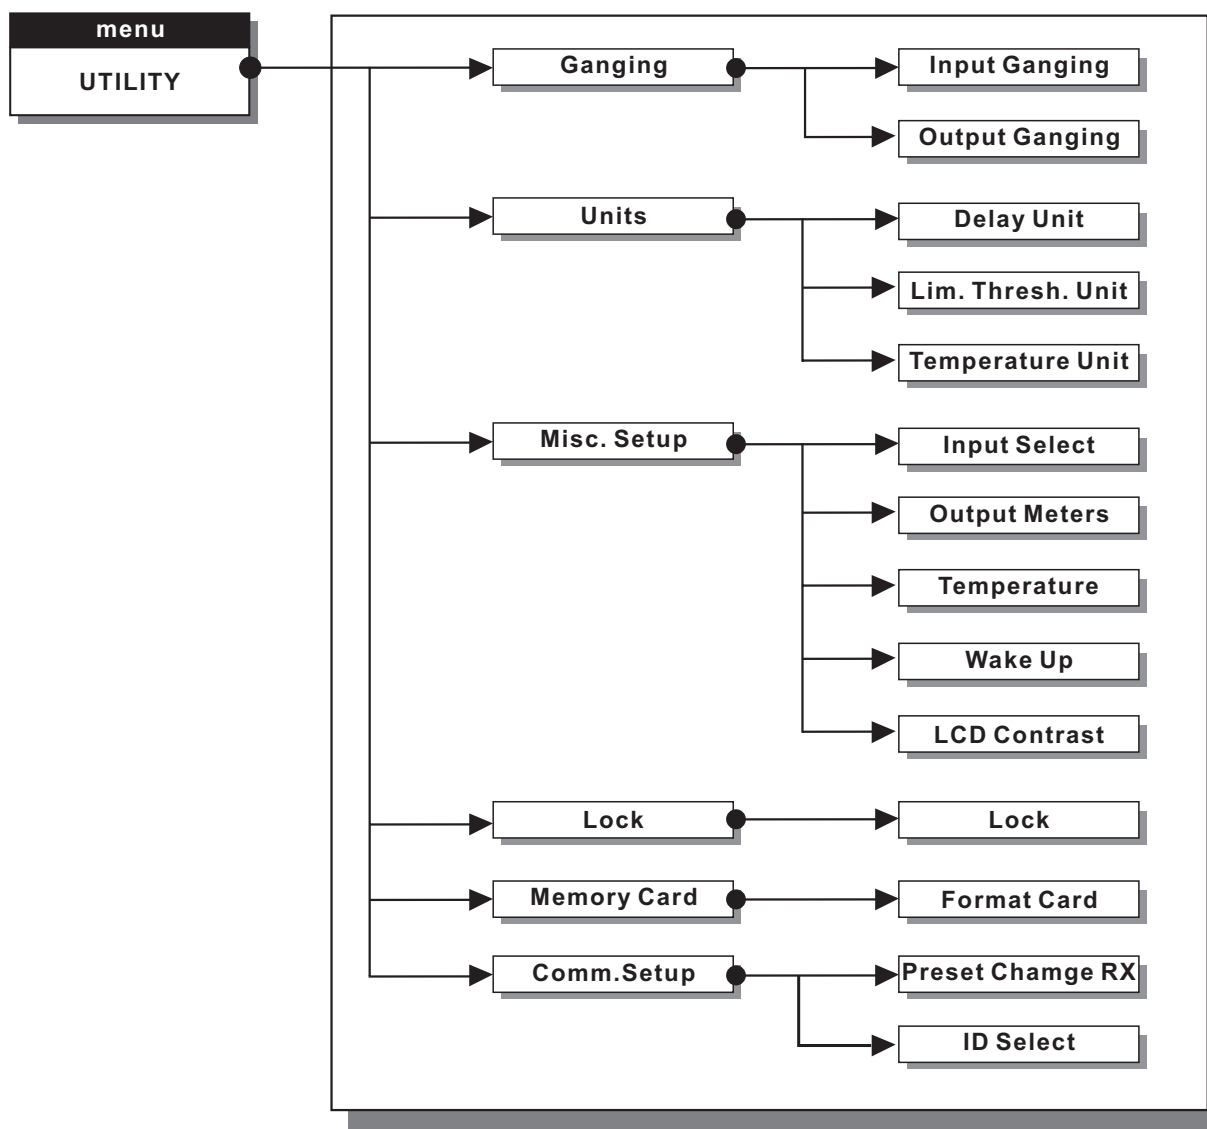 menu
UTILITY
Ganging
Input Ganging
Output Ganging
Units
Delay Unit
Lim. Thresh. Unit
Temperature Unit
Misc. Setup
Input Select
Output Meters
Temperature
Wake Up
LCD Contrast
Lock
Lock
Memory Card
Format Card
Comm.Setup
Preset Chamge RX
ID Select